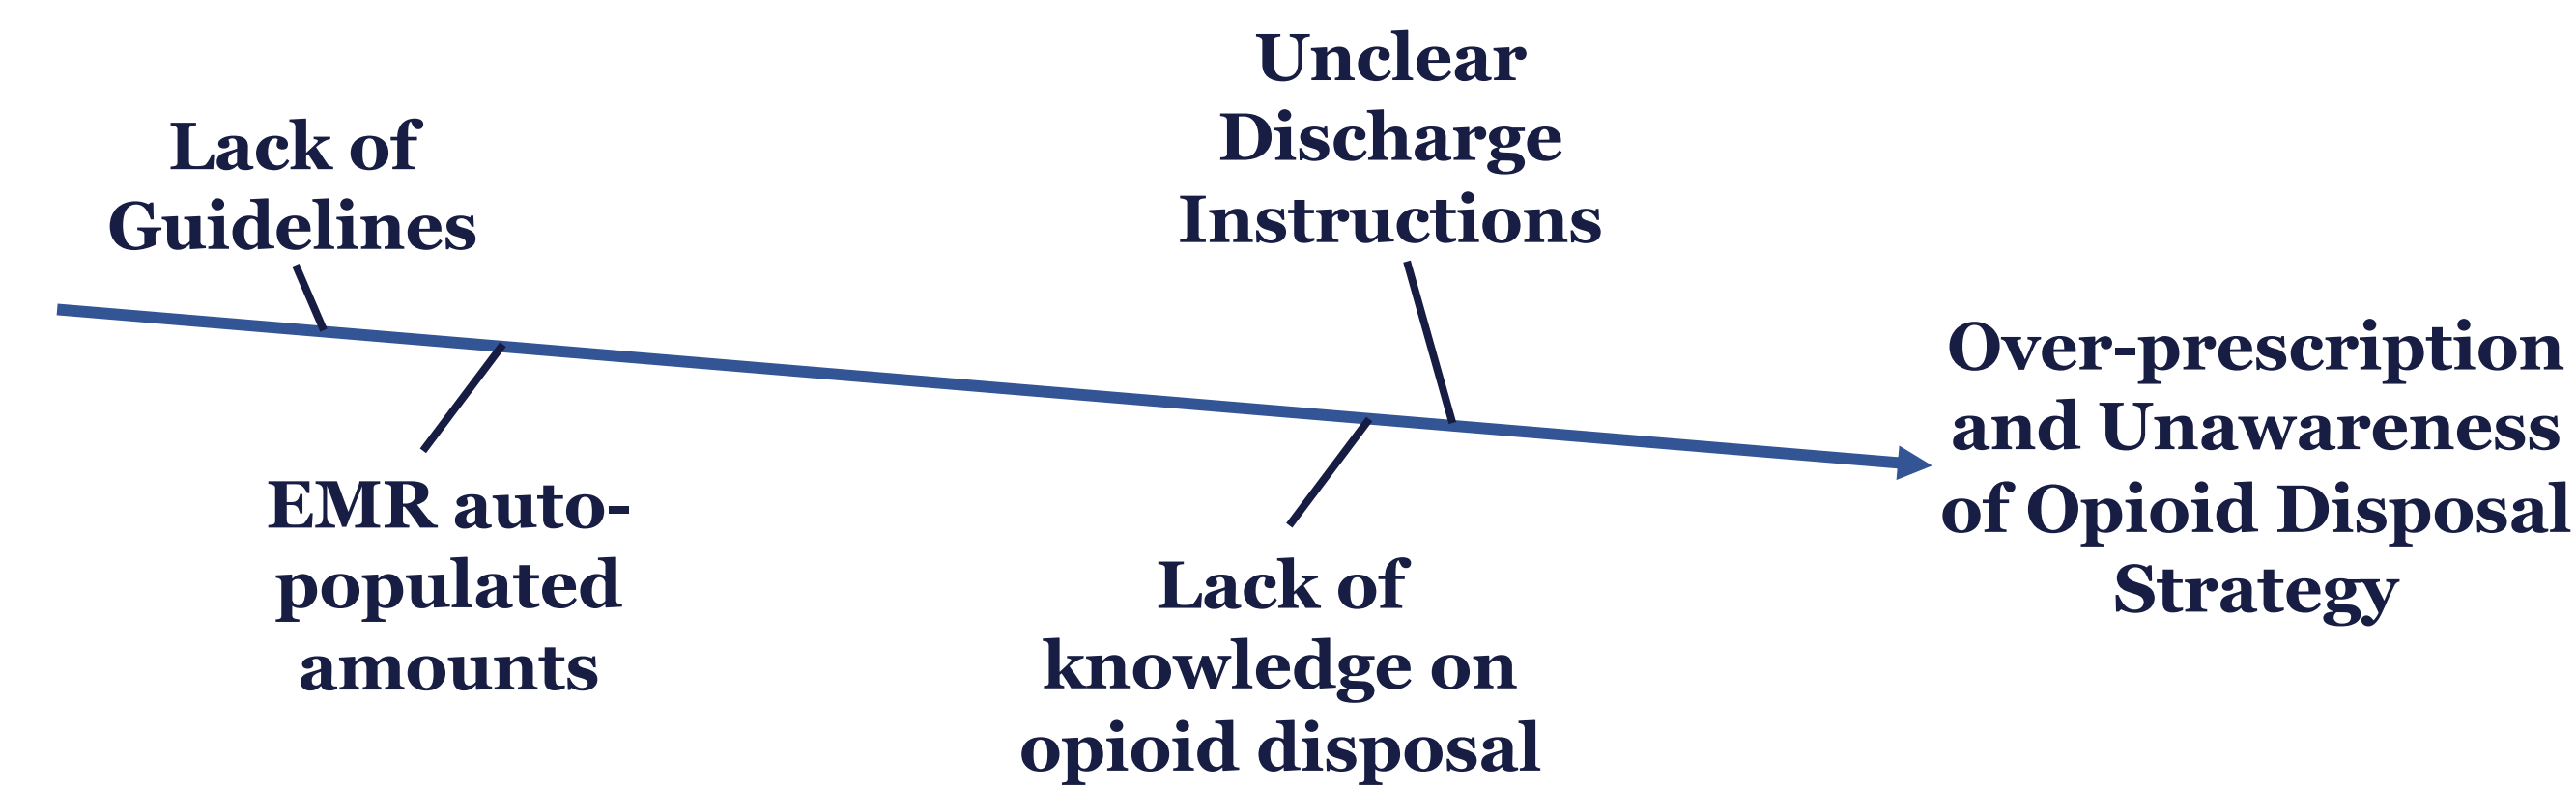 Lack of
Guidelines
Unclear
Discharge
Instructions
EMR auto-
populated
amounts
Lack of
knowledge on
opioid disposal
Over-prescription
and Unawareness
of Opioid Disposal
Strategy